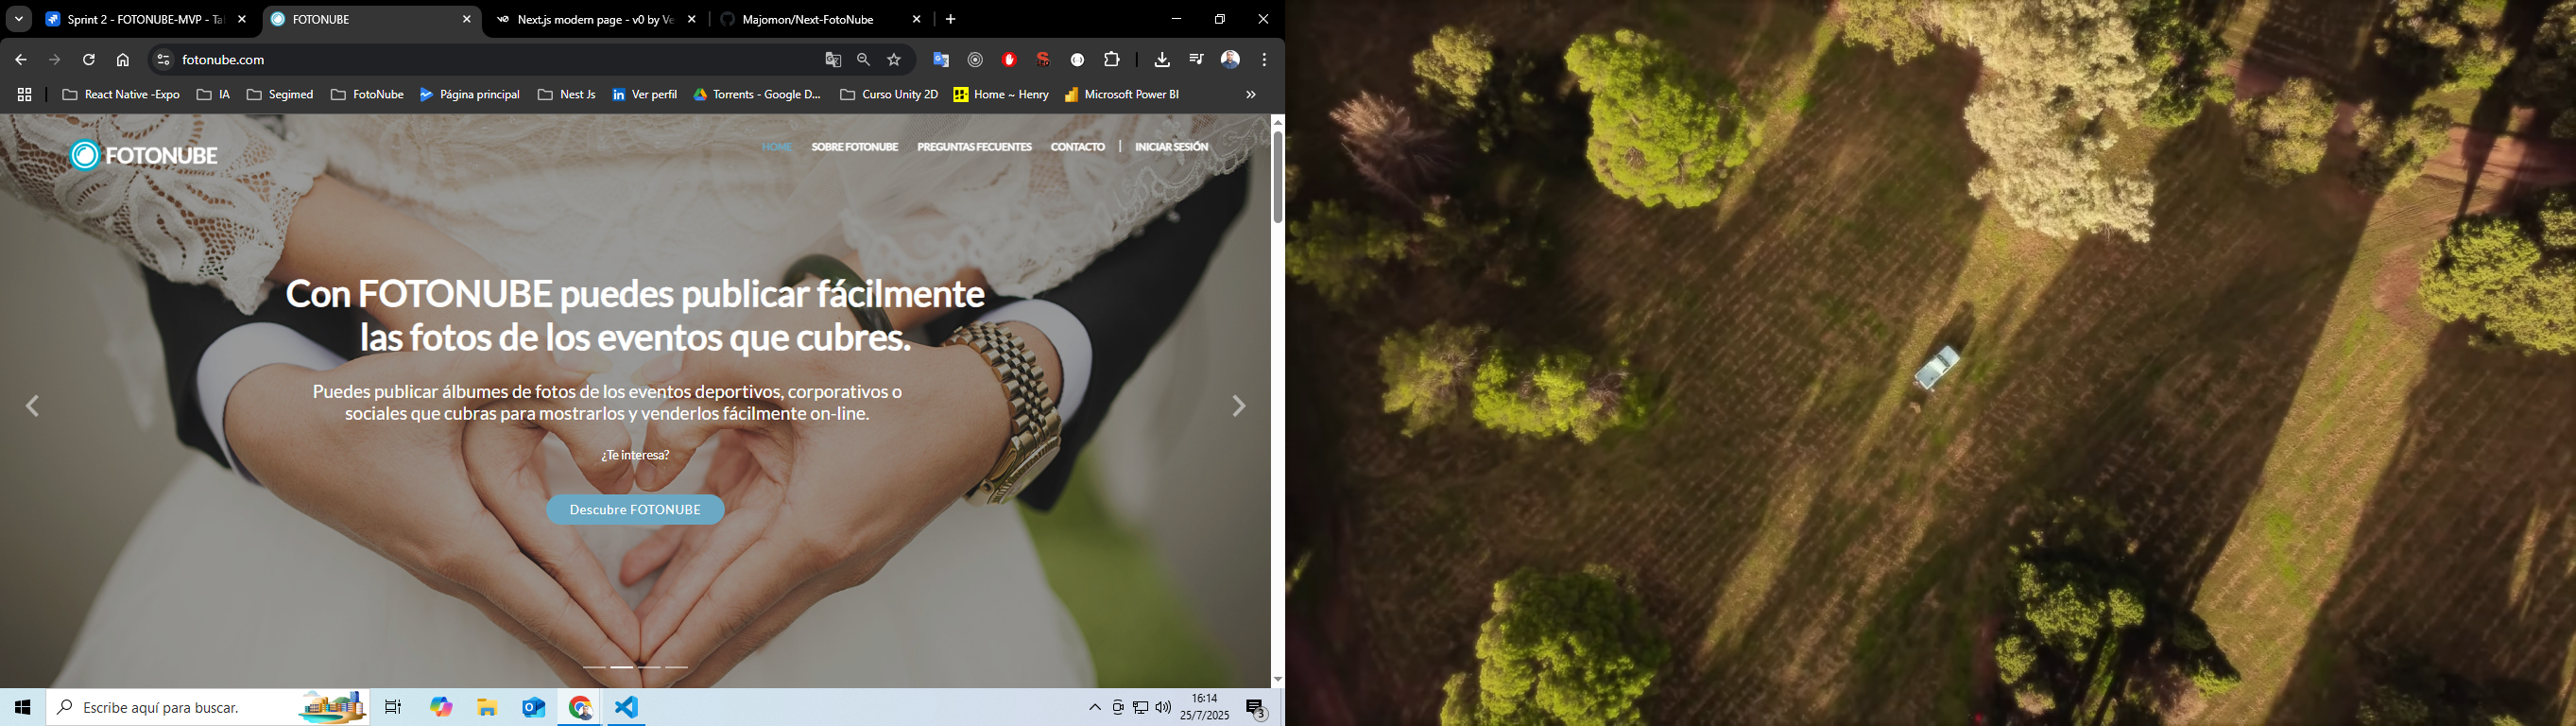 Sprint 2 - FOTONUBE-MVP - Ta
FOTONUBE
Next.js modern page - v0 by Ve
Majomon/Next-FotoNube
fotonube.com
React Native -Expo
IA
Segimed
FotoNube
Página principal
Nest Js
Ver perfil
Torrents - Google D...
Curso Unity 2D
Home ~ Henry
Microsoft Power BI
FOTONUBE
HOME
SOBRE FOTONUBE
PREGUNTAS FECUENTES
CONTACTO
INICIAR SESIÓN
Con FOTONUBE puedes publicar fácilmente
las fotos de los eventos que cubres.
Puedes publicar álbumes de fotos de los eventos deportivos, corporativos o
sociales que cubras para mostrarlos y venderlos fácilmente on-line.
¿Te interesa?
Descubre FOTONUBE
Escribe aquí para buscar.
16:14
25/7/2025
3